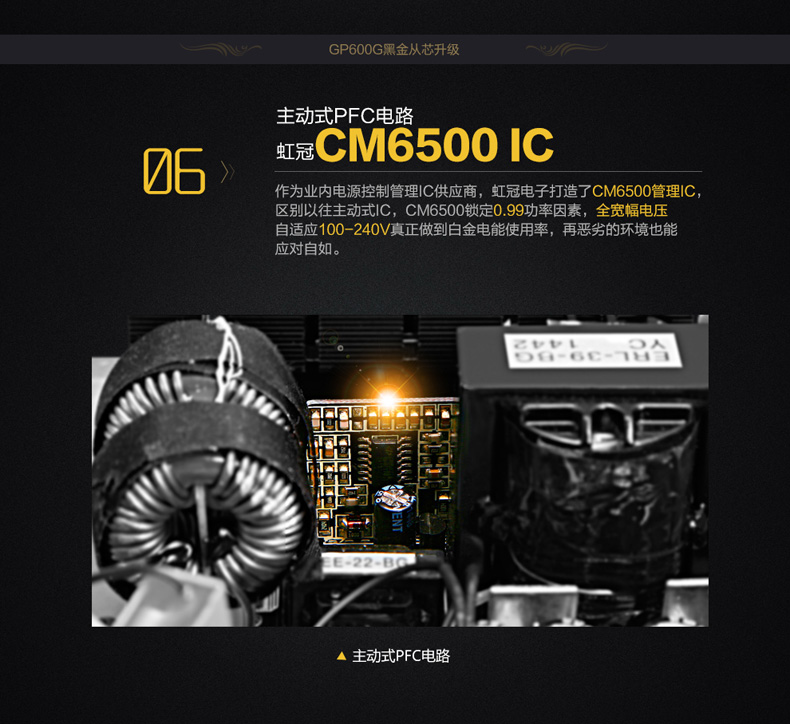 GP600G黑金从芯升级
主动式PFC电路
06
虹冠CM6500 IC
作为业内电源控制管理IC供应商，虹冠电子打造了CM6500管理IC，
区别以往主动式IC，CM6500锁定0.99功率因素，全宽幅电压
自适应100-240V真正做到白金电能使用率，再恶劣的环境也能
应对自如。
YC 1442
ERL-39-BG
EE-22-BG
主动式PFC电路